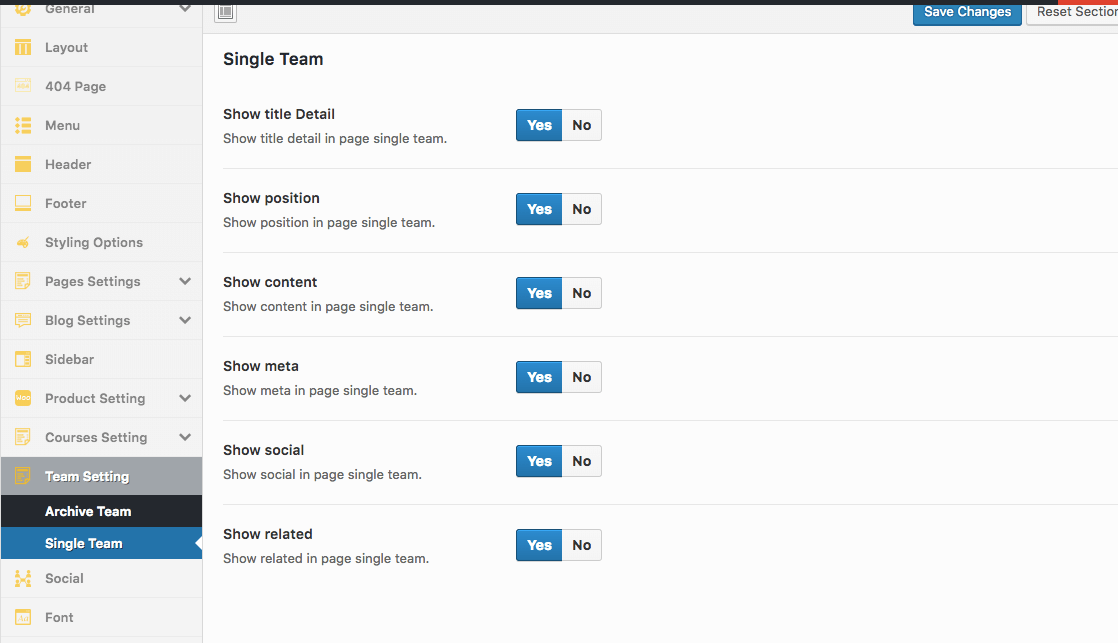 General
Layout
404 Page
Menu
Header
Footer
Styling Options
Pages Settings
Blog Settings
Sidebar
Product Setting
Courses Setting
Team Setting
Archive Team
Single Team
Social
Font
Save Changes
Reset Section
Single Team
Show title Detail
Show title detail in page single team.
Yes No
Show position
Show position in page single team.
Yes No
Show content
Show content in page single team.
Yes No
Show meta
Show meta in page single team.
Yes No
Show social
Show social in page single team.
Yes No
Show related
Show related in page single team.
Yes No